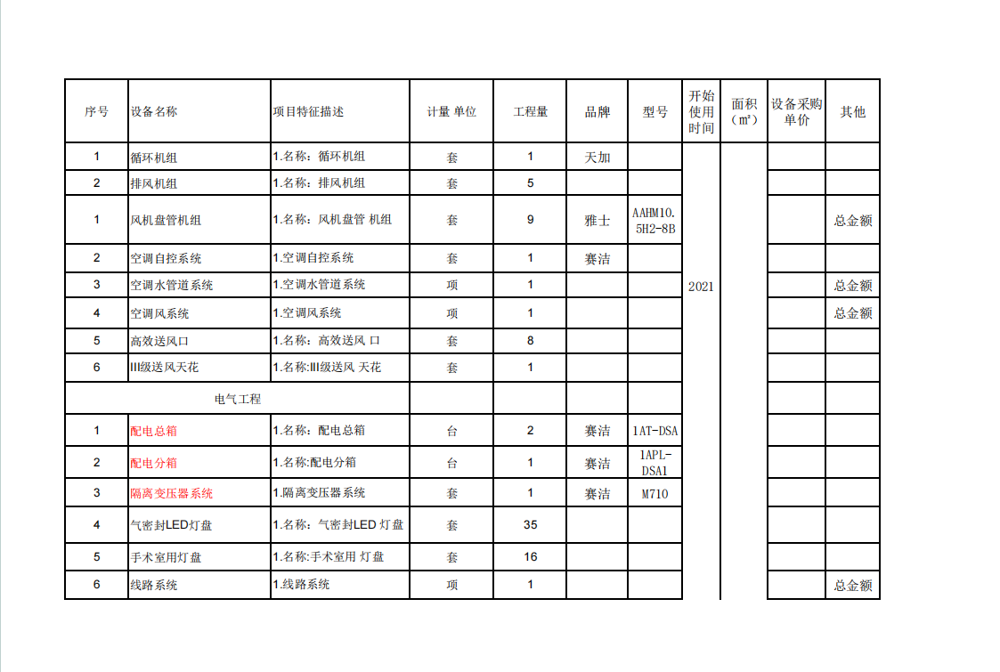 序号 设备名称 项目特征描述 计量 单位 工程量 品牌 型号 开始使用时间 面积（㎡） 设备采购单价 其他
1 循环机组 1.名称：循环机组 套 1 天加
2 排风机组 1.名称：排风机组 套 5
1 风机盘管机组 1.名称：风机盘管 机组 套 9 雅士 AAHM10.5H2-8B 总金额
2 空调自控系统 1.空调自控系统 套 1 赛洁
3 空调水管道系统 1.空调水管道系统 项 1 2021 总金额
4 空调风系统 1.空调风系统 项 1 总金额
5 高效送风口 1.名称：高效送风 口 套 8
6 III级送风天花 1.名称:III级送风 天花 套 1
电气工程
1 配电总箱 1.名称：配电总箱 台 2 赛洁 1AT-DSA
2 配电分箱 1.名称:配电分箱 台 1 赛洁 1APL-DSA1
3 隔离变压器系统 1.隔离变压器系统 套 1 赛洁 M710
4 气密封LED灯盘 1.名称：气密封LED 灯盘 套 35
5 手术室用灯盘 1.名称:手术室用 灯盘 套 16
6 线路系统 1.线路系统 项 1 总金额